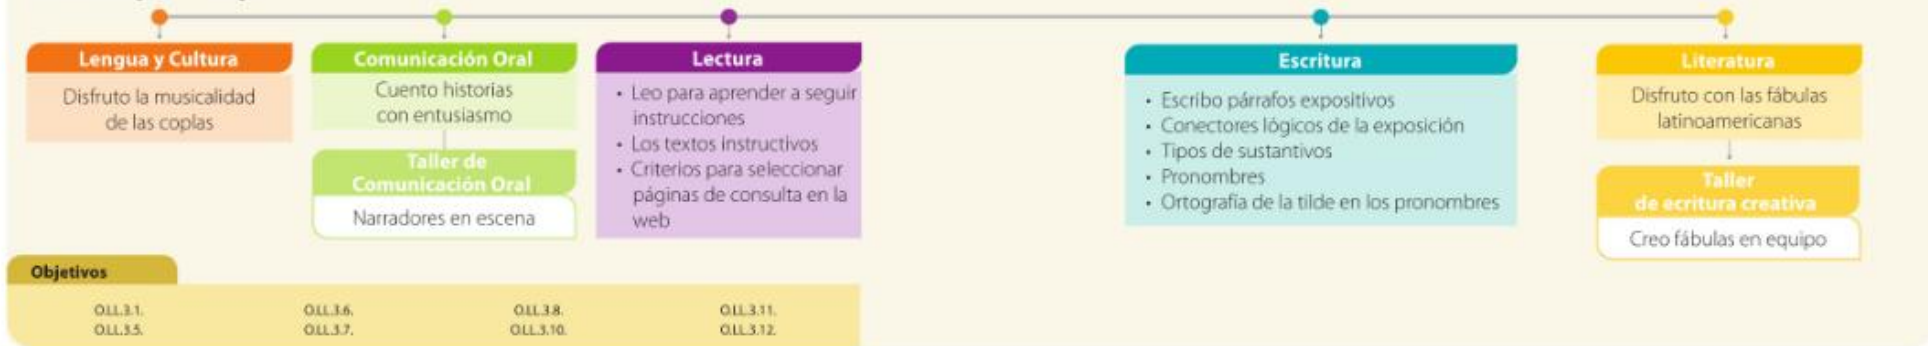 Lengua y Cultura
Disfruto la musicalidad
de las coplas
Comunicación Oral
Cuento historias
con entusiasmo
Taller de
Comunicación Oral
Narradores en escena
Lectura
• Leo para aprender a seguir
instrucciones
• Los textos instructivos
• Criterios para seleccionar
páginas de consulta en la
web
Escritura
• Escribo párrafos expositivos
• Conectores lógicos de la exposición
• Tipos de sustantivos
• Pronombres
• Ortografía de la tilde en los pronombres
Literatura
Disfruto con las fábulas
latinoamericanas
Taller
de ecritura creativa
Creo fábulas en equipo
Objetivos
O.LL.3.1. O.LL.3.6. O.LL.3.8. O.LL.3.11.
O.LL.3.5. O.LL.3.7. O.LL.3.10. O.LL.3.12.